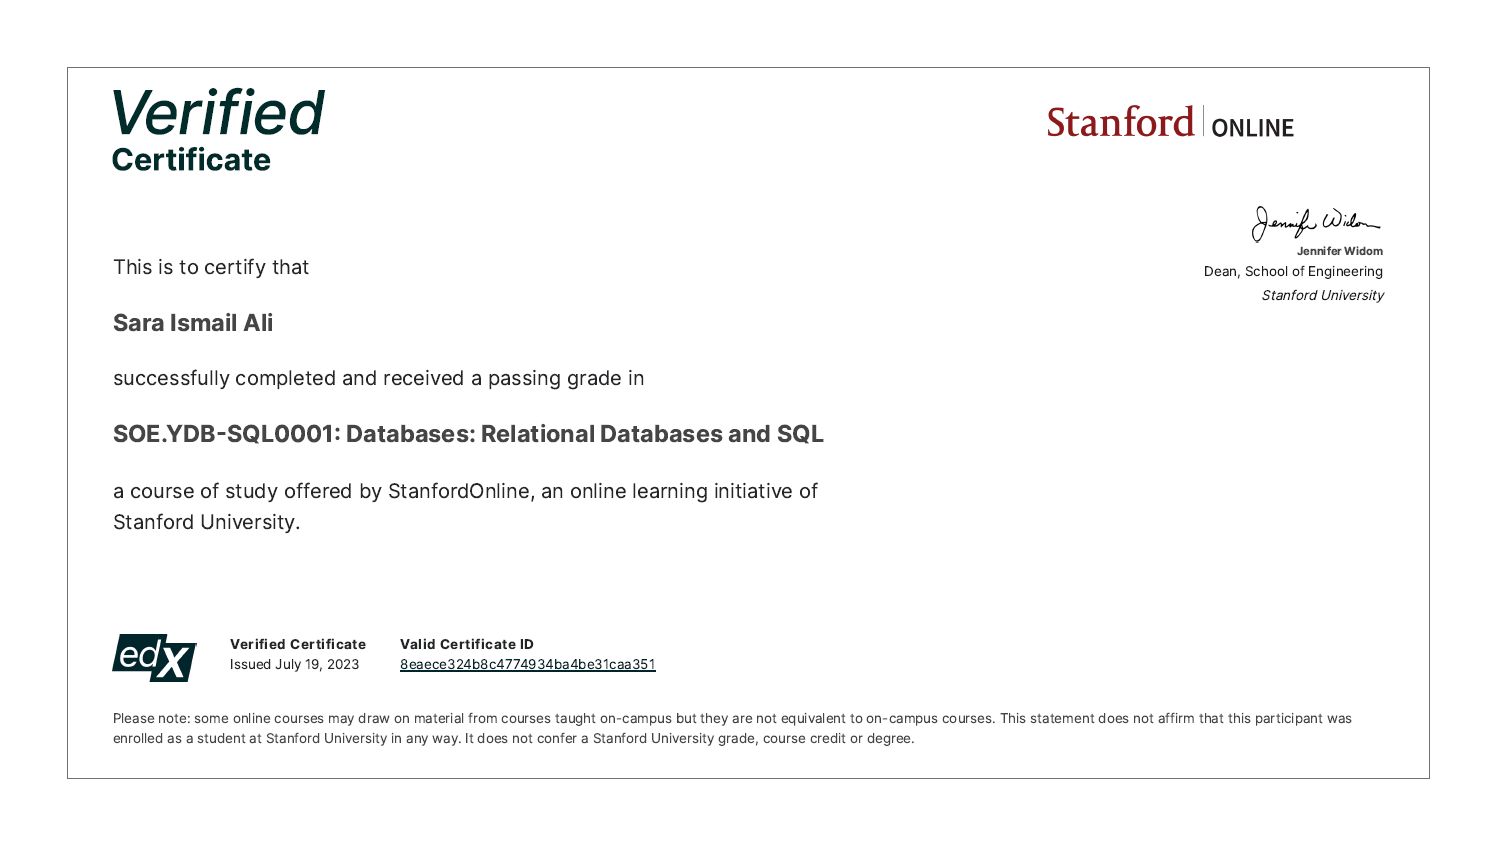 Verified
Certificate
Stanford ONLINE
Jennifer Widom
Jennifer Widom
Dean, School of Engineering
Stanford University
This is to certify that
Sara Ismail Ali
successfully completed and received a passing grade in
SOE.YDB-SQL0001: Databases: Relational Databases and SQL
a course of study offered by StanfordOnline, an online learning initiative of
Stanford University.
edX
Verified Certificate
Issued July 19, 2023
Valid Certificate ID
8eaece324b8c4774934ba4be31caa351
Please note: some online courses may draw on material from courses taught on-campus but they are not equivalent to on-campus courses. This statement does not affirm that this participant was
enrolled as a student at Stanford University in any way. It does not confer a Stanford University grade, course credit or degree.